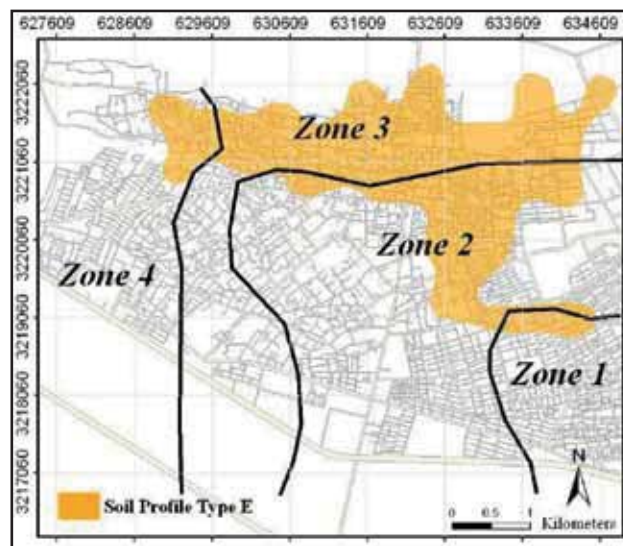 627609 628609 629609 630609 631609 632609 633609 634609
3222060
3221060
3220060
3219060
3218060
3217060
Zone 3
Zone 2
Zone 4
Zone 1
N
Soil Profile Type E
0 0.5 1
Kilometers